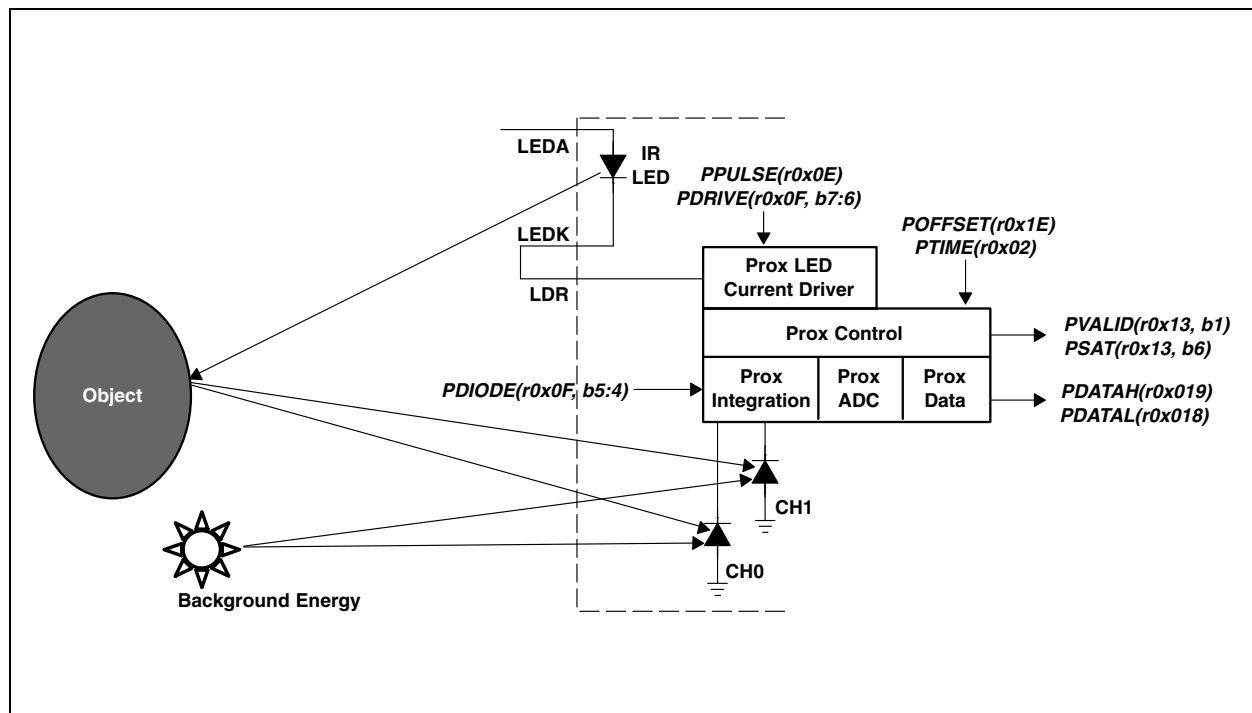 LEDA
IR
LED
PPULSE(r0x0E)
PDRIVE(r0x0F, b7:6)
LEDK
POFFSET(r0x1E)
PTIME(r0x02)
LDR
Prox LED
Current Driver
Prox Control
PVALID(r0x13, b1)
PSAT(r0x13, b6)
Object
PDIODE(r0x0F, b5:4)
Prox
Integration
Prox
ADC
Prox
Data
PDATAH(r0x019)
PDATAL(r0x018)
CH1
CH0
Background Energy